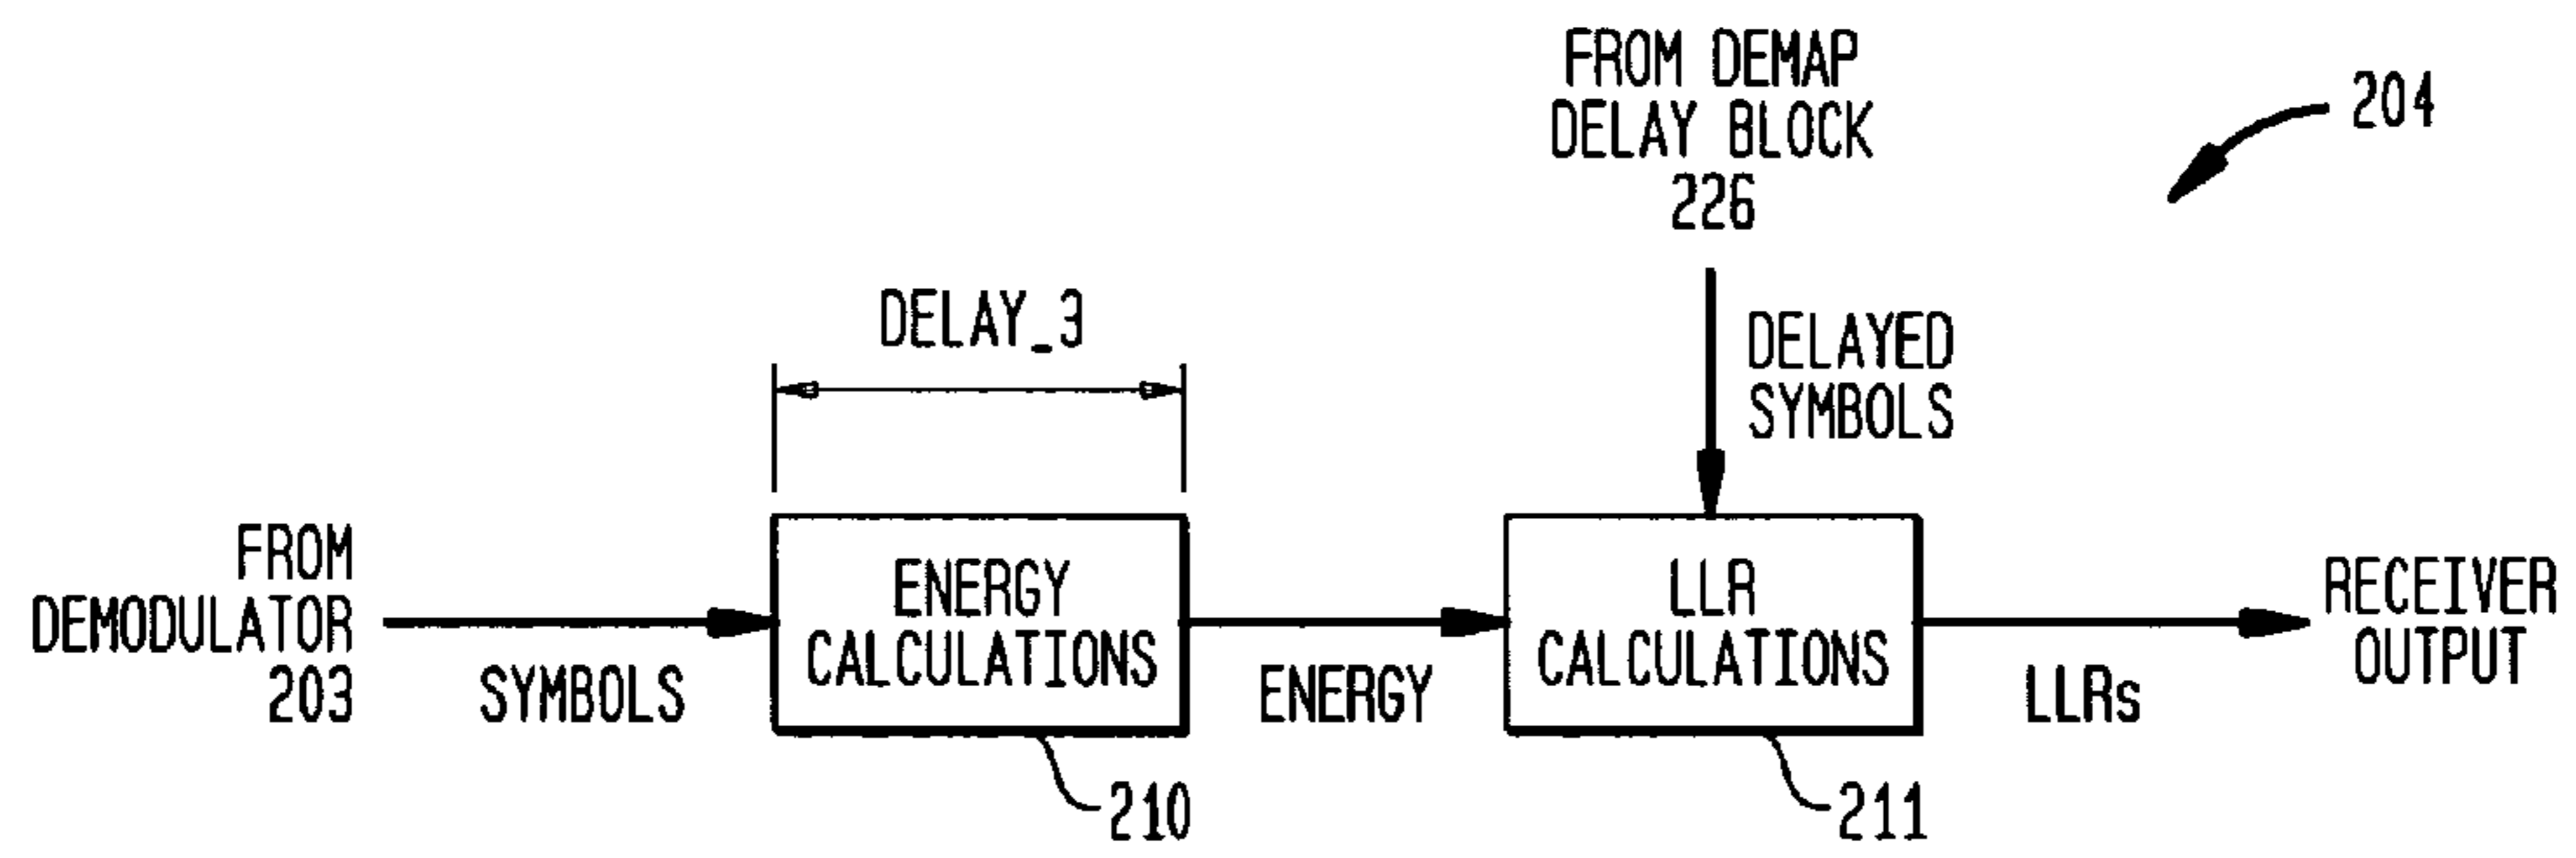 FROM DEMAP
DELAY BLOCK
226
204
DELAY_3
DELAYED
SYMBOLS
FROM
DEMODULATOR
203
SYMBOLS
ENERGY
CALCULATIONS
ENERGY
LLR
CALCULATIONS
LLRs
RECEIVER
OUTPUT
210
211